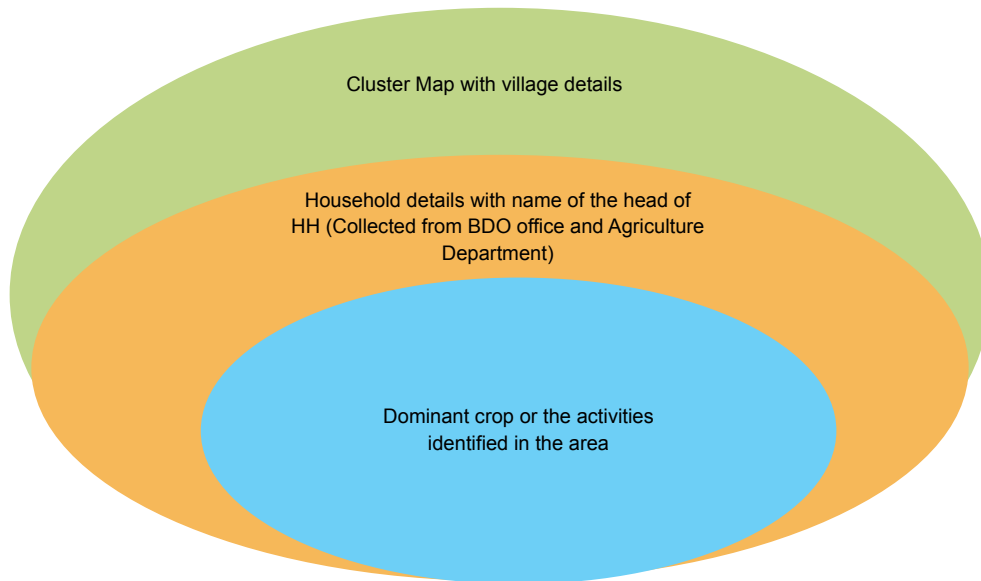 Cluster Map with village details
Household details with name of the head of
HH (Collected from BDO office and Agriculture
Department)
Dominant crop or the activities
identified in the area